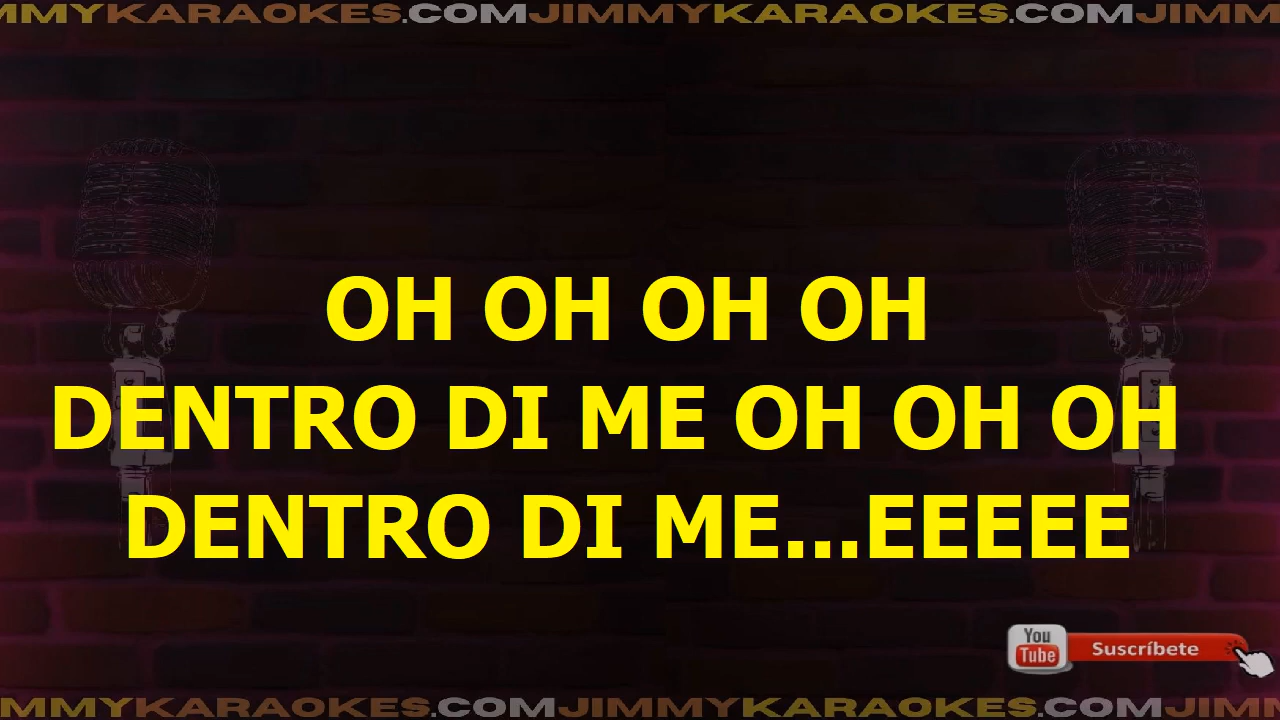 JIMMYKARAOKES.COMJIMMYKARAOKES.COMJIMM
OH OH OH OH
DENTRO DI ME OH OH OH
DENTRO DI ME...EEEEE
You
Tube
Suscríbete
MMYKARAOKES.COMJIMMYKARAOKES.COMJIMM